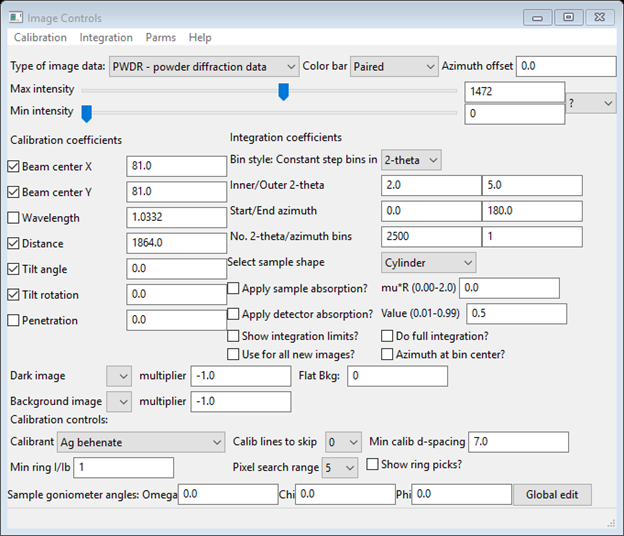 Image Controls
Calibration Integration Parms Help
Type of image data: PWDR - powder diffraction data Color bar Paired Azimuth offset 0.0
Max intensity 1472
Min intensity 0 ?
Calibration coefficients
Beam center X 81.0
Beam center Y 81.0
Wavelength 1.0332
Distance 1864.0
Tilt angle 0.0
Tilt rotation 0.0
Penetration 0.0
Integration coefficients
Bin style: Constant step bins in 2-theta
Inner/Outer 2-theta 2.0 5.0
Start/End azimuth 0.0 180.0
No. 2-theta/azimuth bins 2500 1
Select sample shape Cylinder
Apply sample absorption? mu*R (0.00-2.0) 0.0
Apply detector absorption? Value (0.01-0.99) 0.5
Show integration limits? Do full integration?
Use for all new images? Azimuth at bin center?
Dark image multiplier -1.0 Flat Bkg: 0
Background image multiplier -1.0
Calibration controls:
Calibrant Ag behenate Calib lines to skip 0 Min calib d-spacing 7.0
Min ring I/Ib 1 Pixel search range 5 Show ring picks?
Sample goniometer angles: Omega 0.0 Chi 0.0 Phi 0.0 Global edit